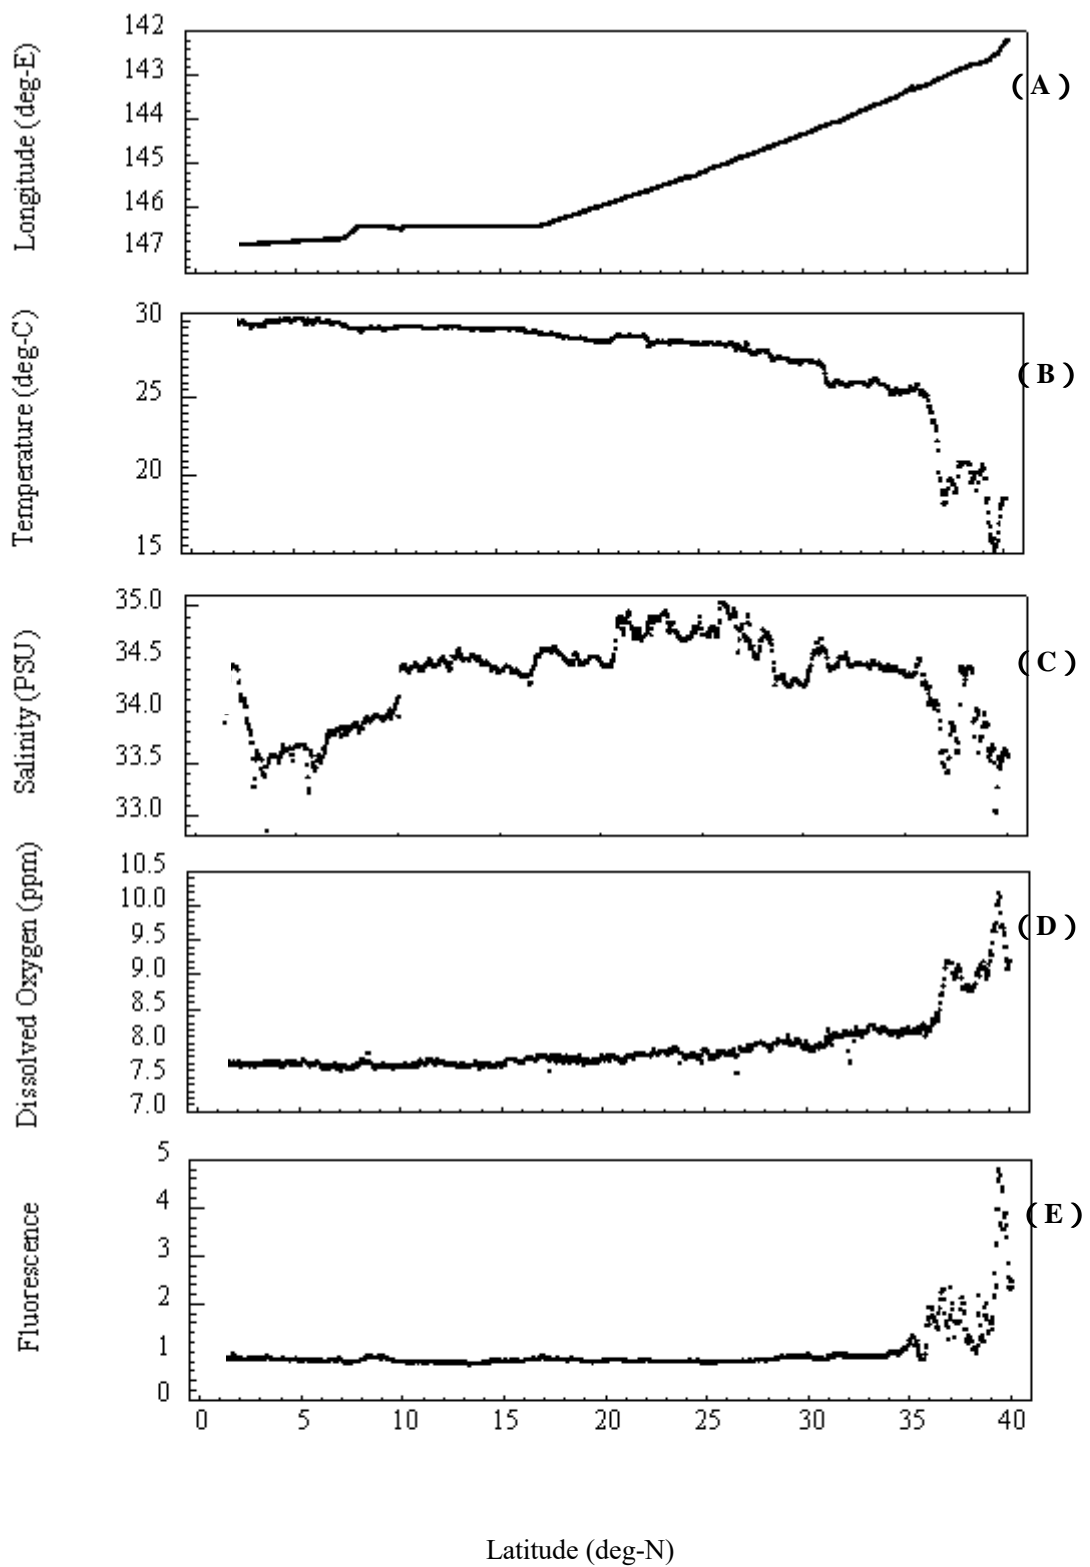 Longitude (deg-E)
142
143
144
145
146
147
( A )
Temperature (deg-C)
30
25
20
15
( B )
Salinity (PSU)
35.0
34.5
34.0
33.5
33.0
( C )
Dissolved Oxygen (ppm)
10.5
10.0
9.5
9.0
8.5
8.0
7.5
7.0
( D )
Fluorescence
5
4
3
2
1
0
( E )
0 5 10 15 20 25 30 35 40
Latitude (deg-N)